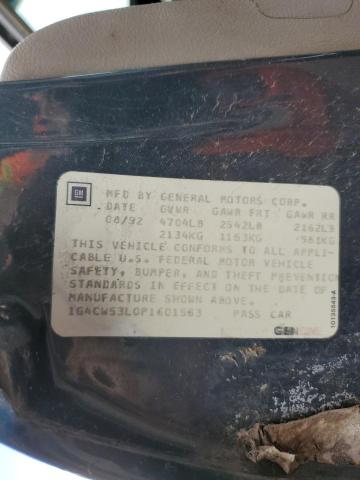 GM
MFD BY GENERAL MOTORS CORP.
DATE GVWR GAWR FRT GAWR RR
08/92 4704LB 2542LB 2162LB
2134KG 1163KG 981KG
THIS VEHICLE CONFORMS TO ALL APPLI-
CABLE U.S. FEDERAL MOTOR VEHICLE
SAFETY, BUMPER, AND THEFT PREVENTION
STANDARDS IN EFFECT ON THE DATE OF
MANUFACTURE SHOWN ABOVE.
1G4CW53L0P1601563 PASS CAR
GENUINE